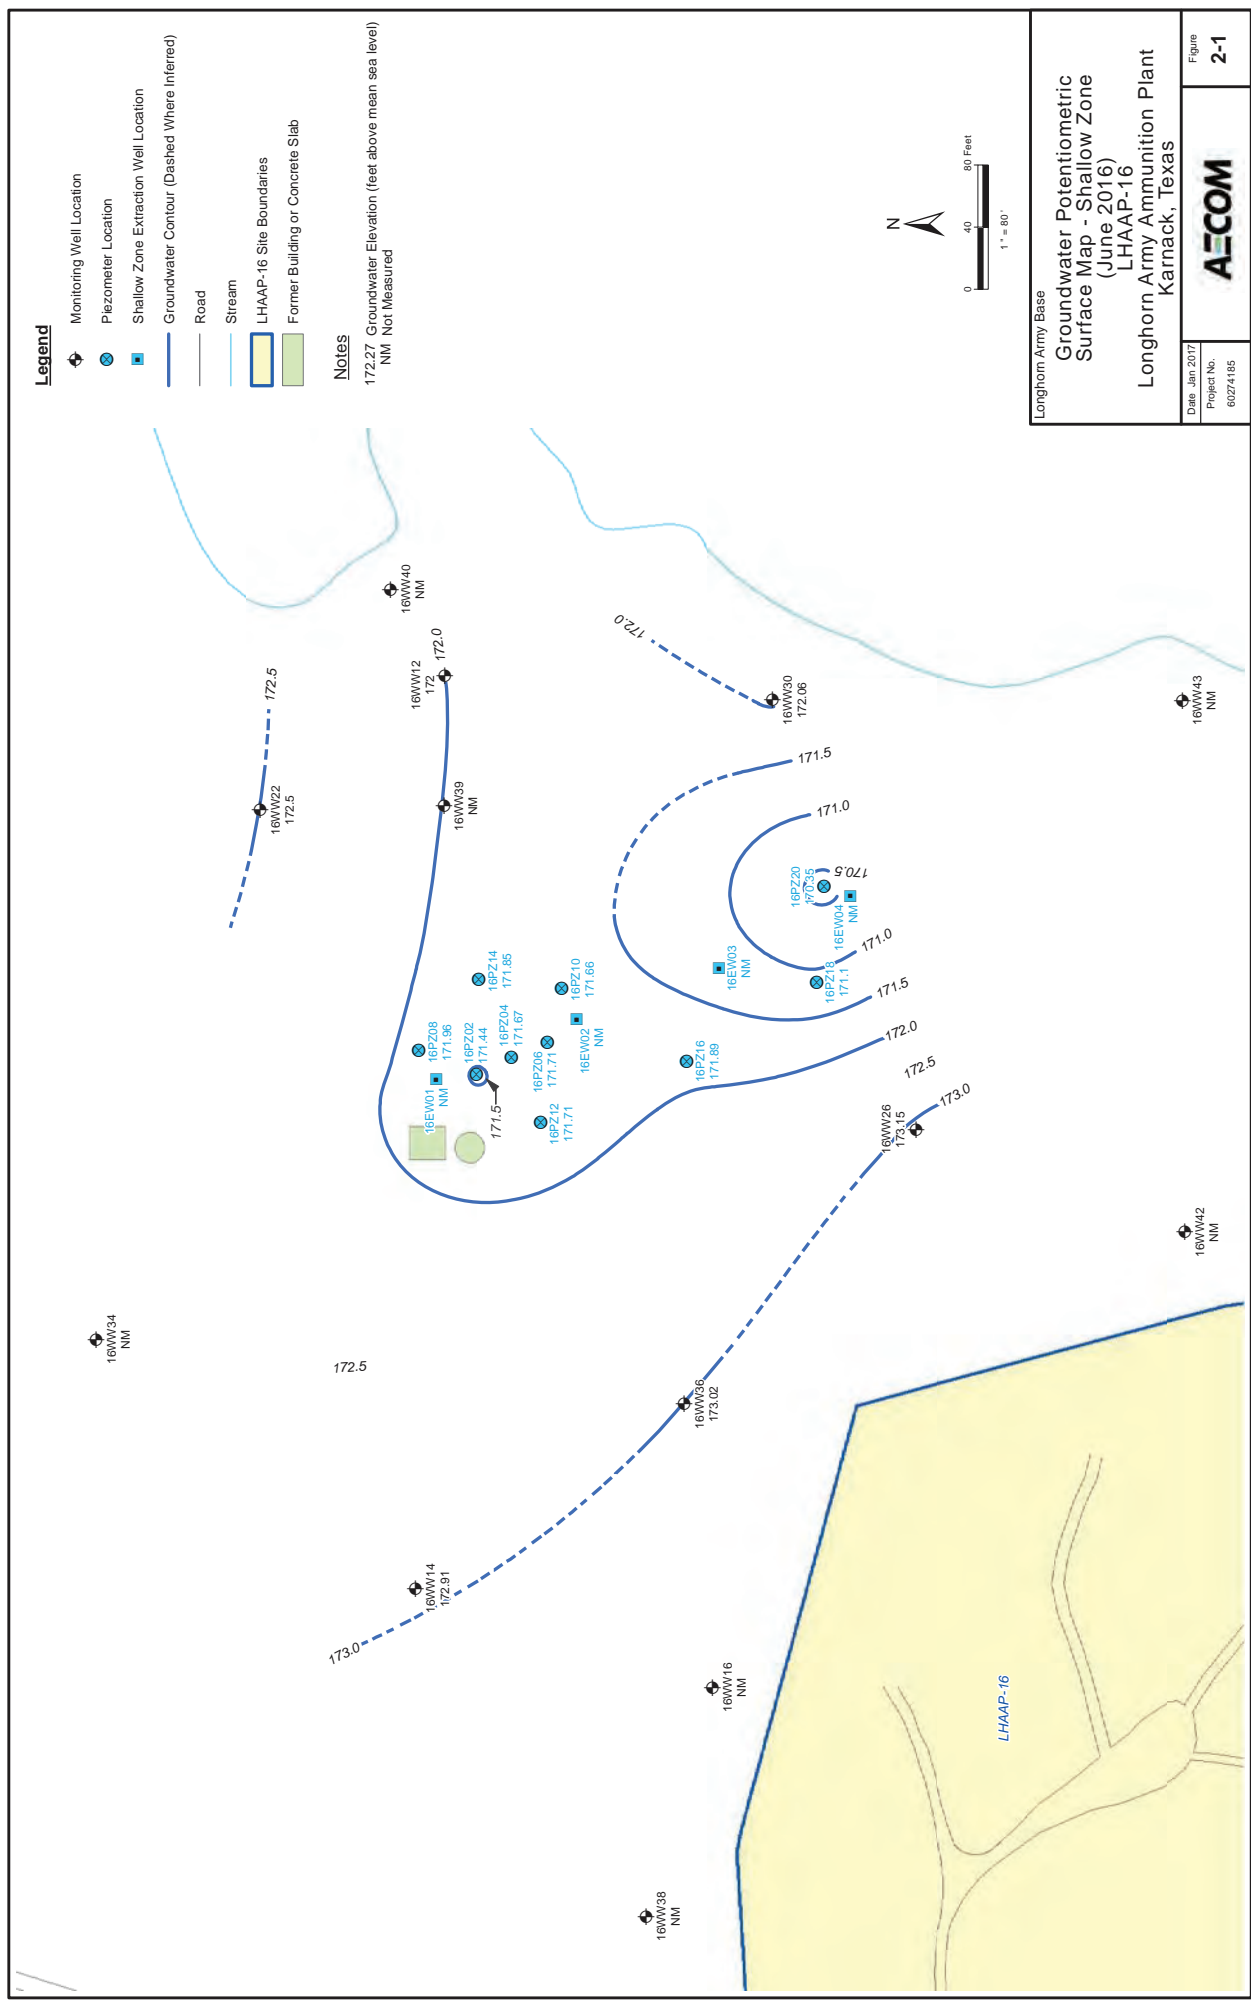 Legend
Monitoring Well Location
Piezometer Location
Shallow Zone Extraction Well Location
Groundwater Contour (Dashed Where Inferred)
Road
Stream
LHAAP-16 Site Boundaries
Former Building or Concrete Slab
Notes
172.27 Groundwater Elevation (feet above mean sea level)
NM Not Measured
16WW34
NM
172.5
16WW22
172.5
172.5
16WW40
NM
16WW12
172
172.0
16WW39
NM
16PZ08
171.96
16EW01
NM
16PZ02
171.44
171.5
16PZ14
171.85
16PZ04
171.67
16PZ06
171.71
16PZ10
171.66
16EW02
NM
16PZ12
171.71
16PZ16
171.89
16EW03
NM
16PZ20
170.35
170.5
16EW04
NM
16PZ18
171.1
171.0
171.0
171.5
171.5
172.0
172.0
16WW30
172.06
16WW43
NM
172.5
173.0
16WW26
173.15
16WW42
NM
16WW36
173.02
16WW14
172.91
173.0
16WW16
NM
16WW38
NM
LHAAP-16
N
0 40 80 Feet
1 " = 80 '
Longhorn Army Base
Groundwater Potentiometric
Surface Map - Shallow Zone
(June 2016)
LHAAP-16
Longhorn Army Ammunition Plant
Karnack, Texas
Date Jan 2017
Project No.
60274185
AECOM
Figure
2-1